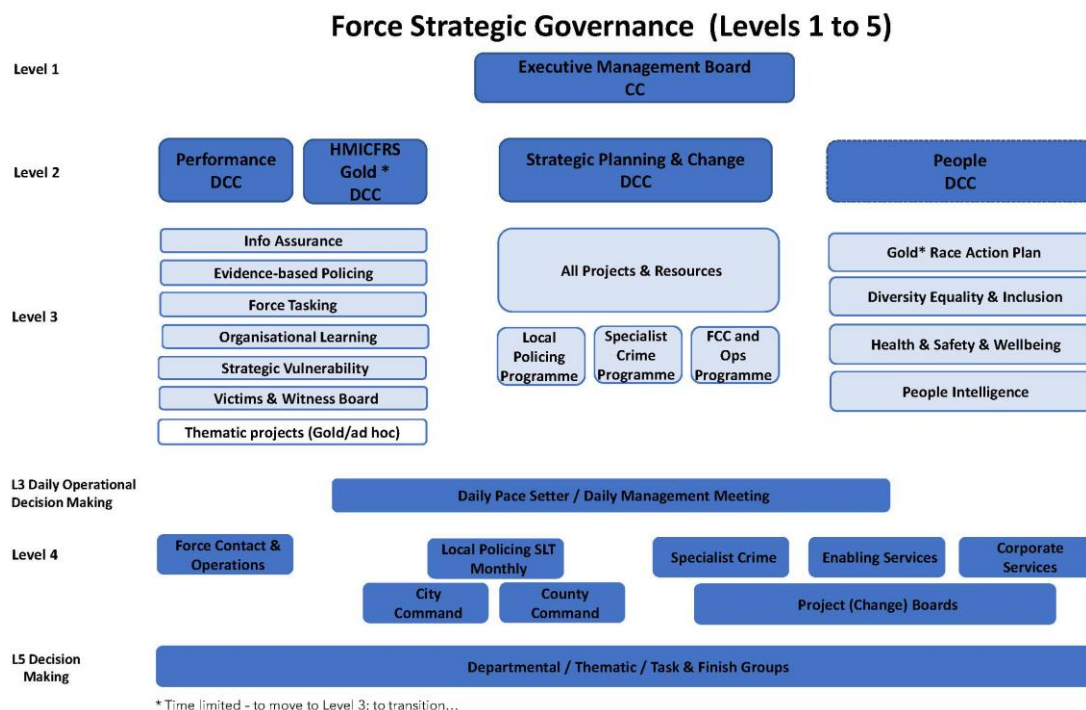 Force Strategic Governance (Levels 1 to 5)
Level 1
Executive Management Board
CC
Level 2
Performance
DCC
HMICFRS
Gold *
DCC
Strategic Planning & Change
DCC
People
DCC
Level 3
Info Assurance
Evidence-based Policing
Force Tasking
Organisational Learning
Strategic Vulnerability
Victims & Witness Board
Thematic projects (Gold/ad hoc)
All Projects & Resources
Local
Policing
Programme
Specialist
Crime
Programme
FCC and
Ops
Programme
Gold* Race Action Plan
Diversity Equality & Inclusion
Health & Safety & Wellbeing
People Intelligence
L3 Daily Operational
Decision Making
Daily Pace Setter / Daily Management Meeting
Level 4
Force Contact &
Operations
Local Policing SLT
Monthly
Specialist Crime
Enabling Services
Corporate
Services
City
Command
County
Command
Project (Change) Boards
L5 Decision
Making
Departmental / Thematic / Task & Finish Groups
* Time limited - to move to Level 3: to transition...